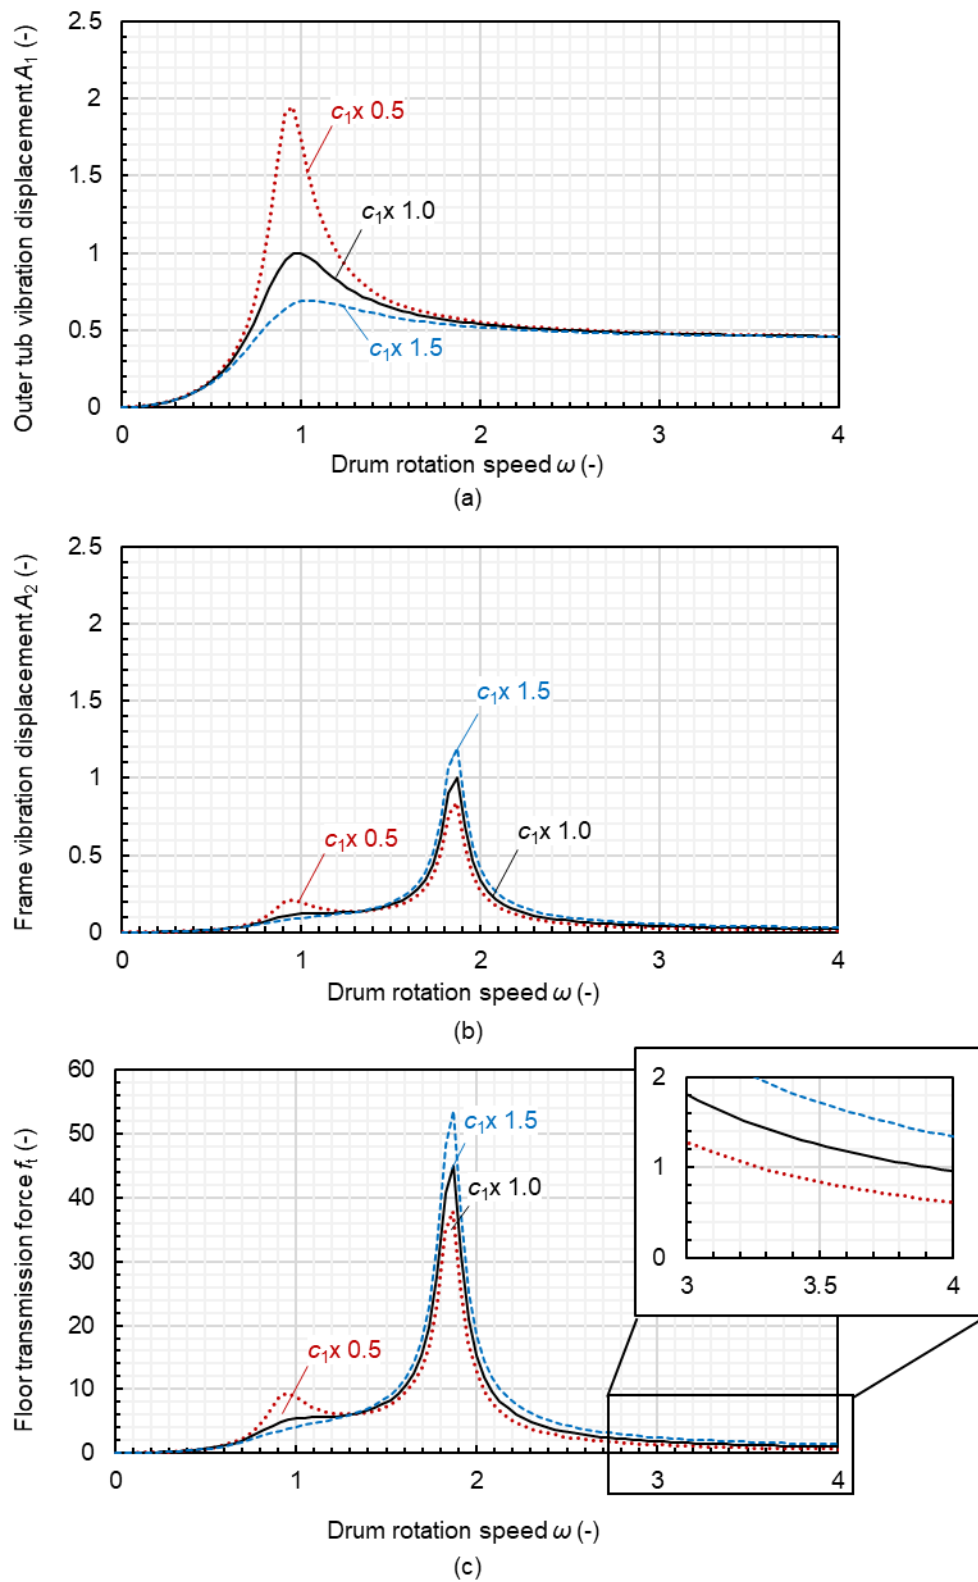 Outer tub vibration displacement A₁ (-)
2.5
2
1.5
1
0.5
0
c₁x 0.5
c₁x 1.0
c₁x 1.5
0 1 2 3 4
Drum rotation speed ω (-)
(a)
Frame vibration displacement A₂ (-)
2.5
2
1.5
1
0.5
0
c₁x 1.5
c₁x 0.5
c₁x 1.0
0 1 2 3 4
Drum rotation speed ω (-)
(b)
Floor transmission force fₜ (-)
60
50
40
30
20
10
0
c₁x 1.5
c₁x 1.0
c₁x 0.5
2
1
0
3 3.5 4
0 1 2 3 4
Drum rotation speed ω (-)
(c)